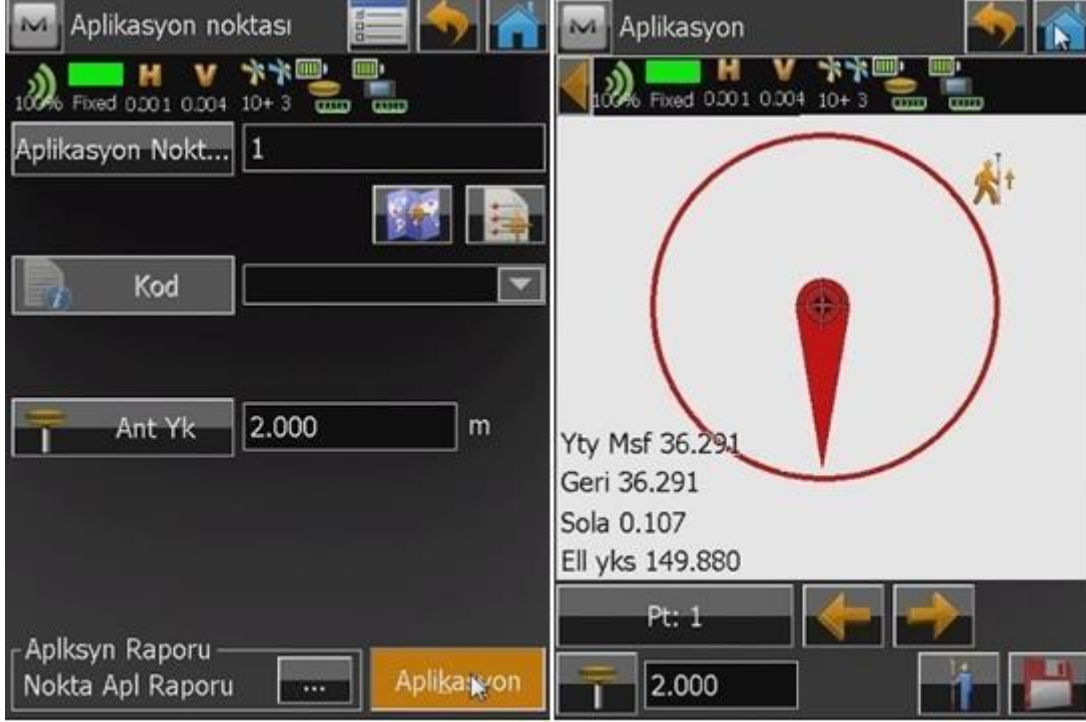 Aplikasyon noktası
100% Fixed 0.001 0.004 10+ 3
H V
Aplikasyon Nokt... 1
Kod
Ant Yk 2.000 m
Aplksyn Raporu
Nokta Apl Raporu ... Aplikasyon
Aplikasyon
H V
100% Fixed 0.001 0.004 10+ 3
Yty Msf 36.291
Geri 36.291
Sola 0.107
Ell yks 149.880
Pt: 1
2.000